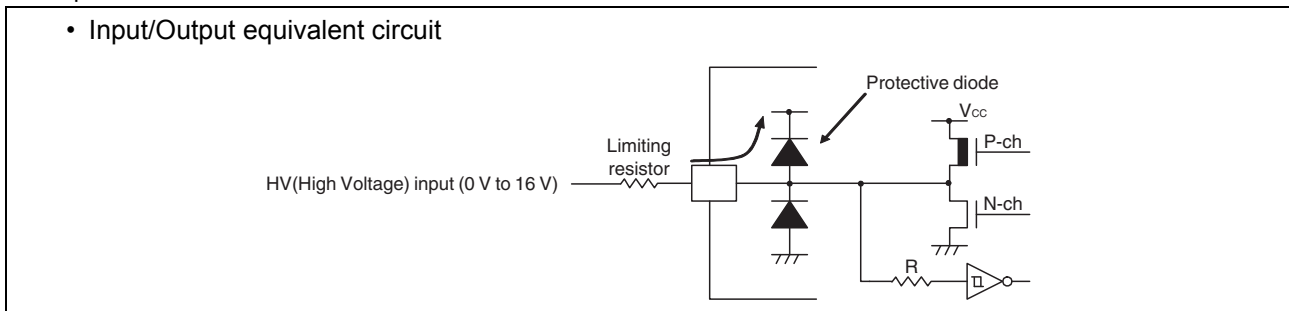 • Input/Output equivalent circuit
Protective diode
Vcc
P-ch
Limiting
resistor
HV(High Voltage) input (0 V to 16 V)
N-ch
R